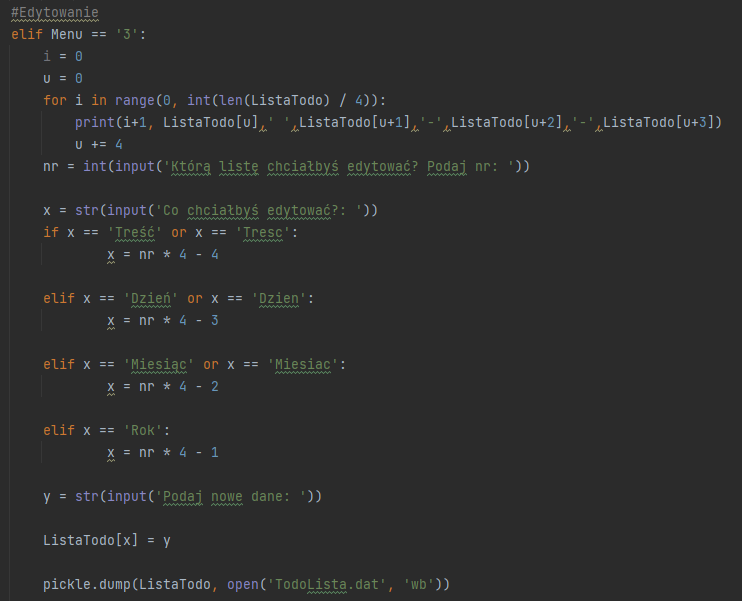 #Edytowanie
elif Menu == '3':
    i = 0
    u = 0
    for i in range(0, int(len(ListaTodo) / 4)):
        print(i+1, ListaTodo[u],' ',ListaTodo[u+1],'-',ListaTodo[u+2],'-',ListaTodo[u+3])
        u += 4
    nr = int(input('Którą listę chciałbyś edytować? Podaj nr: '))
    x = str(input('Co chciałbyś edytować?: '))
    if x == 'Treść' or x == 'Tresc':
            x = nr * 4 - 4
    elif x == 'Dzień' or x == 'Dzien':
            x = nr * 4 - 3
    elif x == 'Miesiąc' or x == 'Miesiac':
            x = nr * 4 - 2
    elif x == 'Rok':
            x = nr * 4 - 1
    y = str(input('Podaj nowe dane: '))
    ListaTodo[x] = y
    pickle.dump(ListaTodo, open('TodoLista.dat', 'wb'))